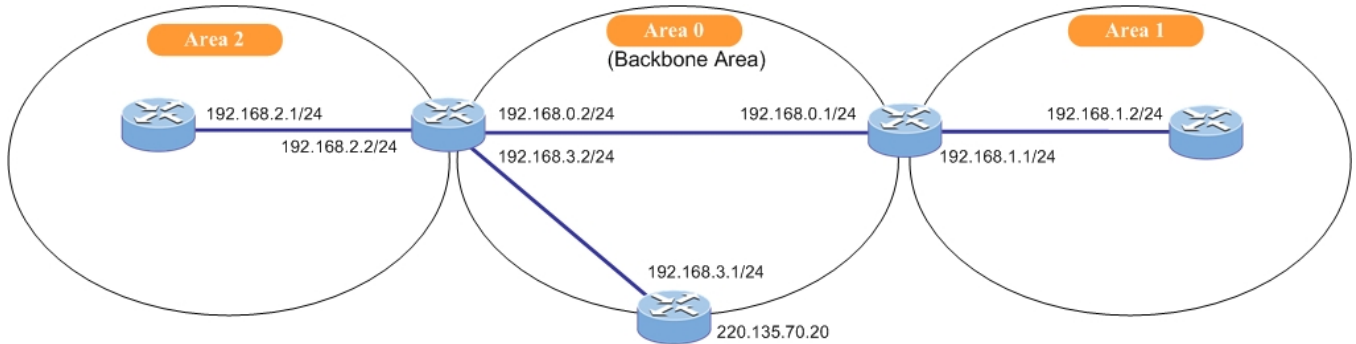 Area 2
Area 0
(Backbone Area)
Area 1
192.168.2.1/24
192.168.2.2/24
192.168.0.2/24
192.168.3.2/24
192.168.0.1/24
192.168.1.1/24
192.168.1.2/24
192.168.3.1/24
220.135.70.20